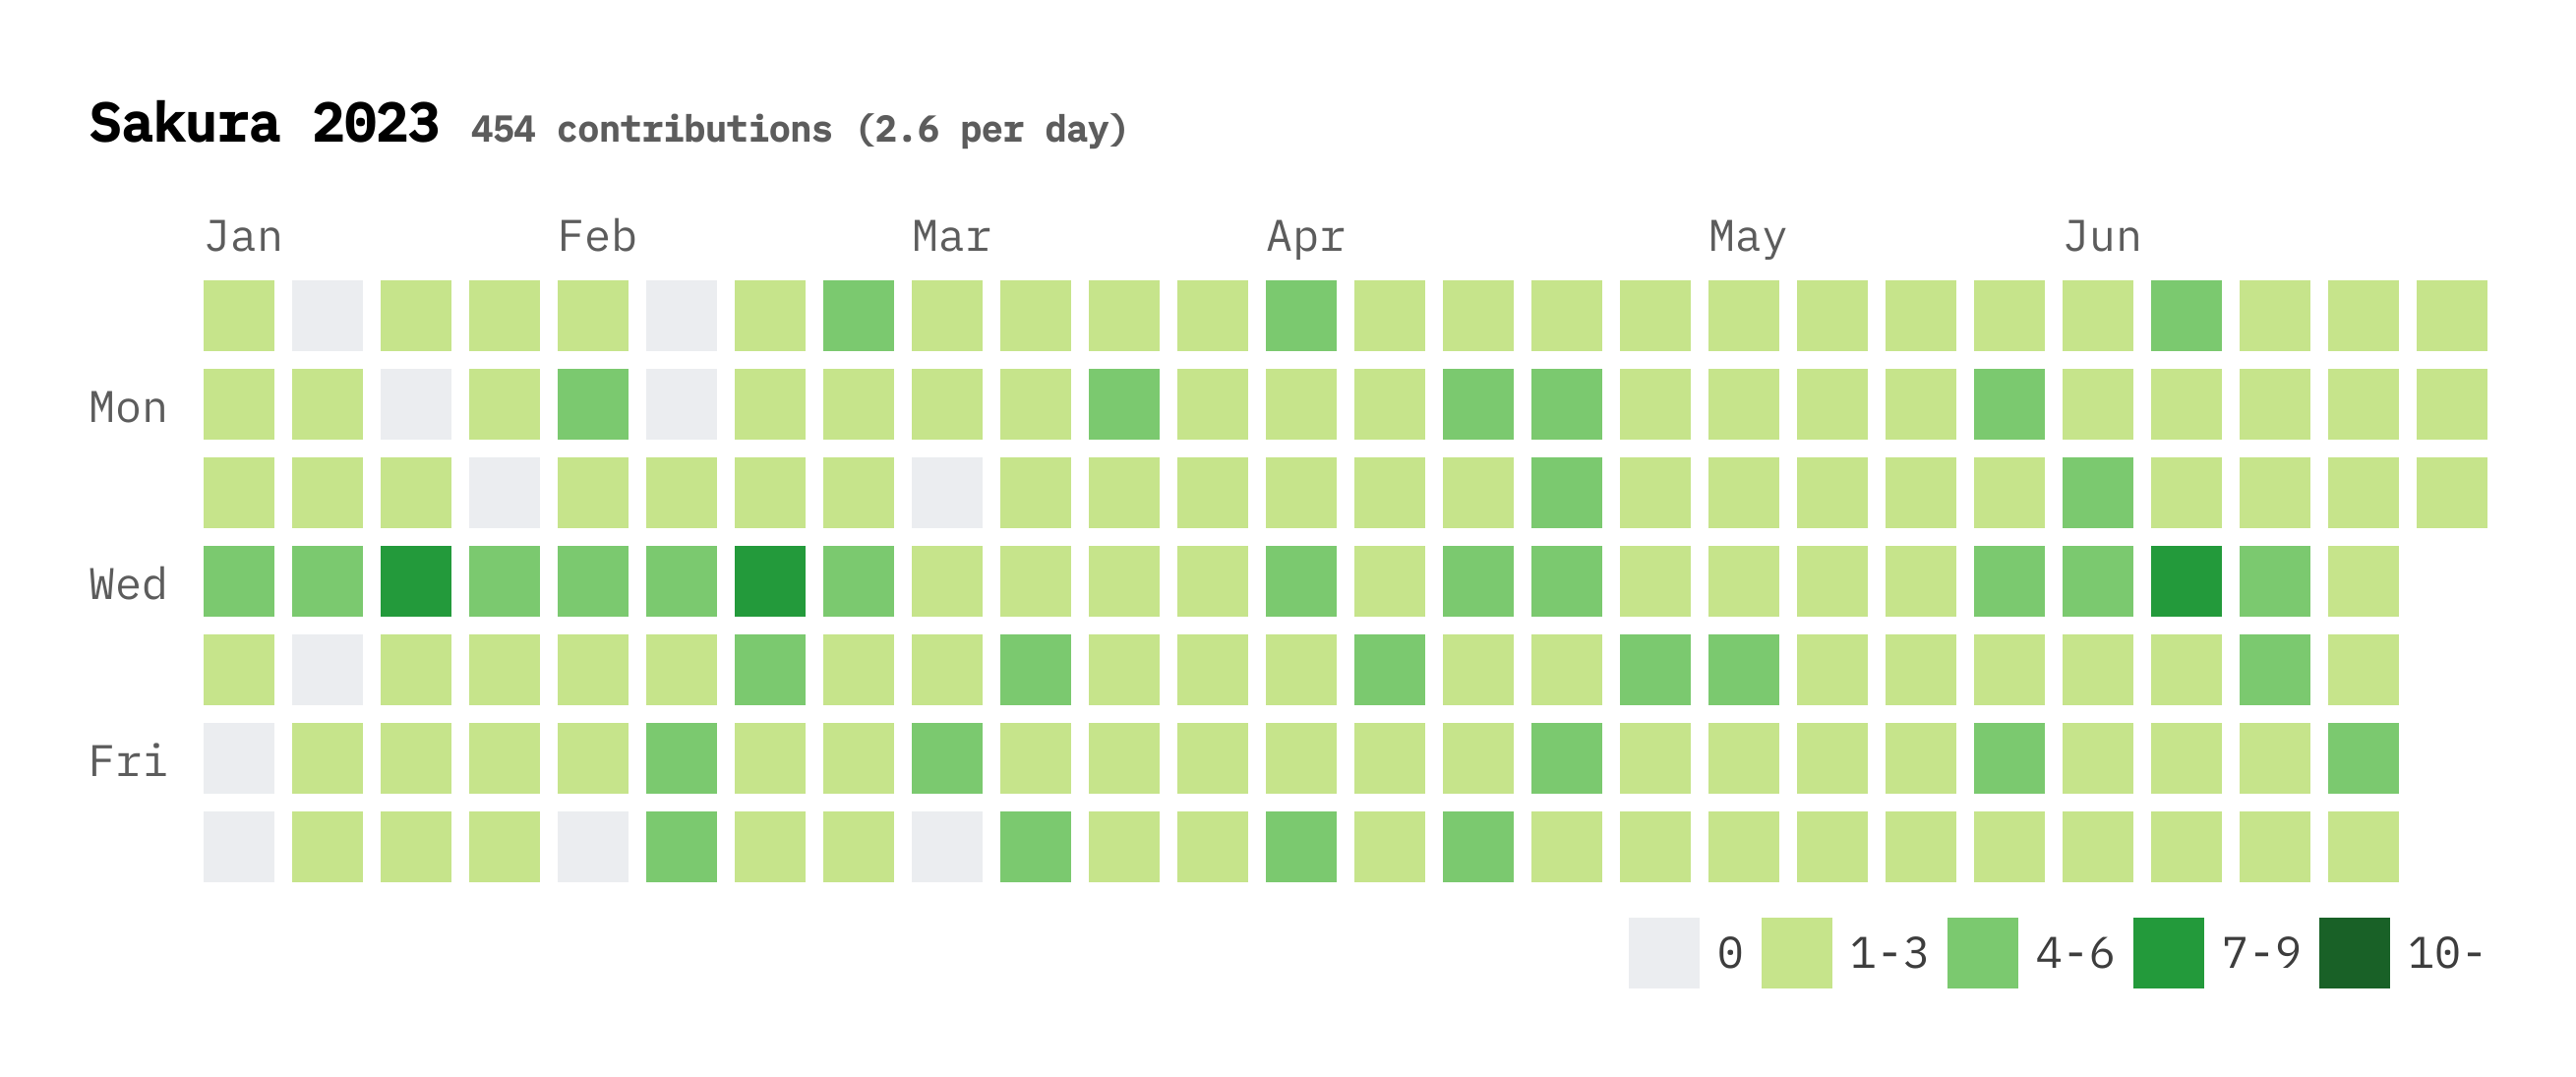 Sakura 2023 454 contributions (2.6 per day)
Jan Feb Mar Apr May Jun
Mon
Wed
Fri
0 1-3 4-6 7-9 10-